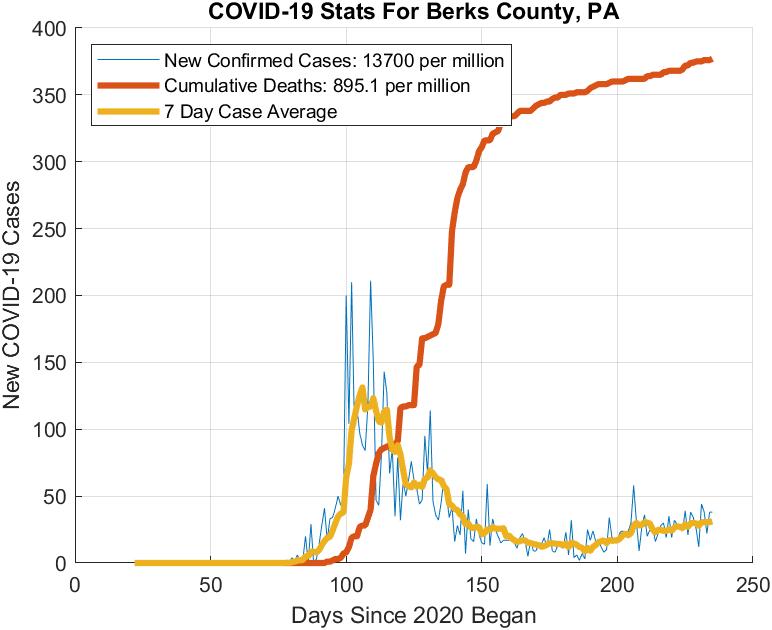 COVID-19 Stats For Berks County, PA
400
350
300
250
200
150
100
50
0
New COVID-19 Cases
New Confirmed Cases: 13700 per million
Cumulative Deaths: 895.1 per million
7 Day Case Average
0 50 100 150 200 250
Days Since 2020 Began